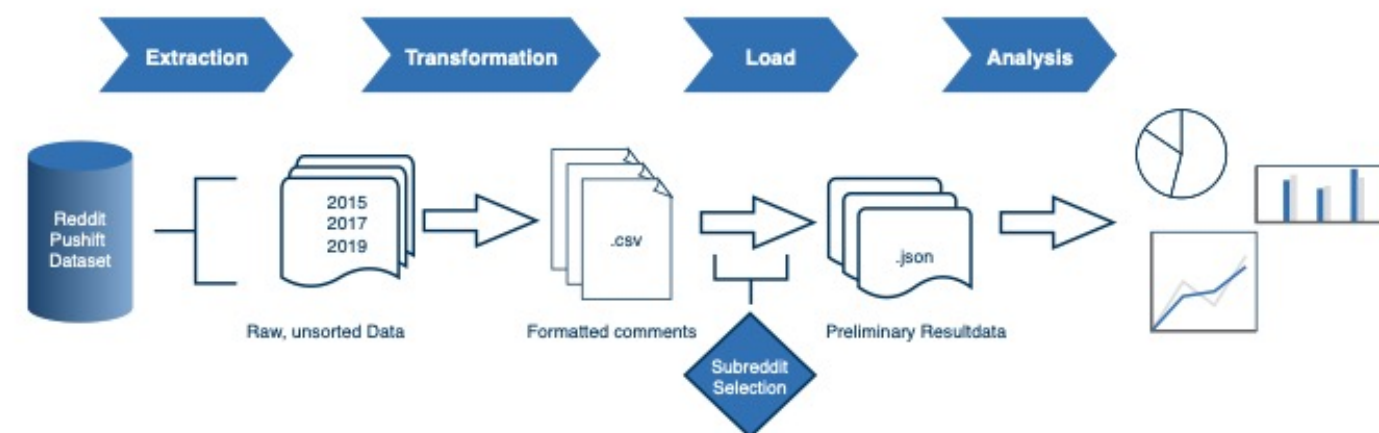 Extraction
Transformation
Load
Analysis
Reddit
Pushift
Dataset
2015
2017
2019
.csv
.json
Raw, unsorted Data
Formatted comments
Preliminary Resultdata
Subreddit
Selection